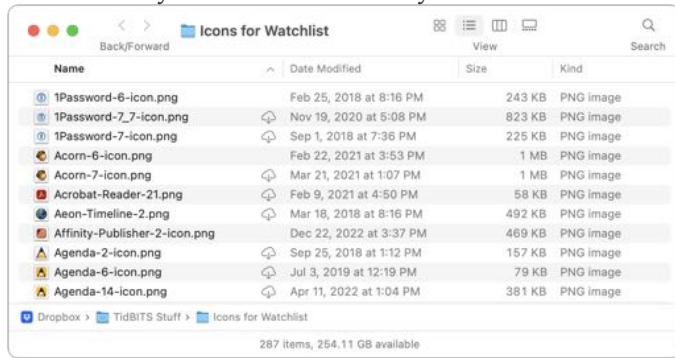 Icons for Watchlist
Back/Forward View Search
Name Date Modified Size Kind
1Password-6-icon.png Feb 25, 2018 at 8:16 PM 243 KB PNG image
1Password-7_7-icon.png Nov 19, 2020 at 5:08 PM 823 KB PNG image
1Password-7-icon.png Sep 1, 2018 at 7:36 PM 225 KB PNG image
Acorn-6-icon.png Feb 22, 2021 at 3:53 PM 1 MB PNG image
Acorn-7-icon.png Mar 21, 2021 at 1:07 PM 1 MB PNG image
Acrobat-Reader-21.png Feb 9, 2021 at 4:50 PM 58 KB PNG image
Aeon-Timeline-2.png Mar 18, 2018 at 8:16 PM 492 KB PNG image
Affinity-Publisher-2-icon.png Dec 22, 2022 at 3:37 PM 469 KB PNG image
Agenda-2-icon.png Sep 25, 2018 at 1:12 PM 157 KB PNG image
Agenda-6-icon.png Jul 3, 2019 at 12:19 PM 79 KB PNG image
Agenda-14-icon.png Apr 11, 2022 at 1:04 PM 381 KB PNG image
Dropbox › TidBITS Stuff › Icons for Watchlist
287 items, 254.11 GB available